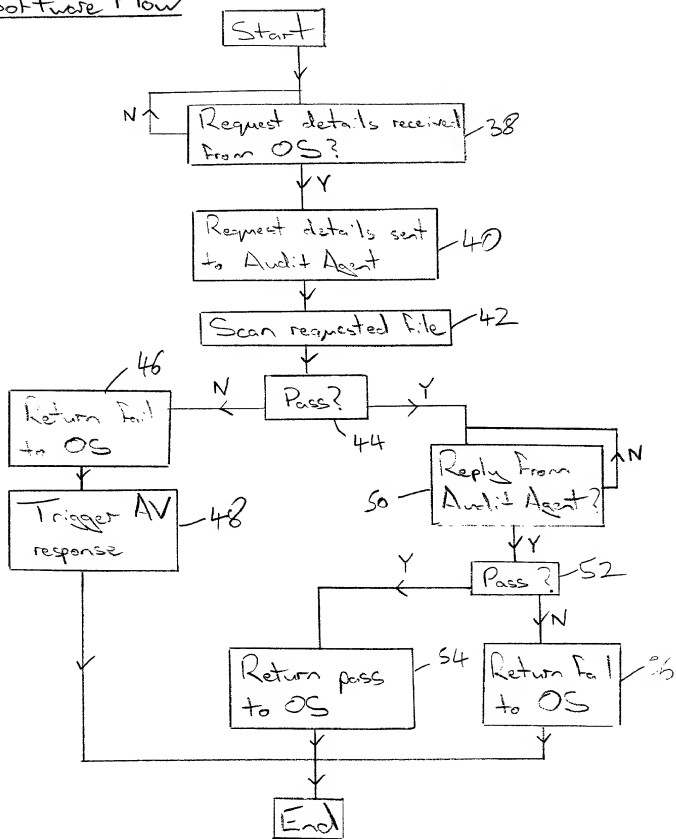 Software Flow
Start
N
Request details received
from OS?
38
Y
Request details sent
to Audit Agent
40
Scan requested file
42
46
N
Pass?
Y
44
Return fail
to OS
Reply from
Audit Agent?
N
50
Trigger AV
response
48
Y
Y
Pass?
52
N
Return pass
to OS
54
Return fail
to OS
End